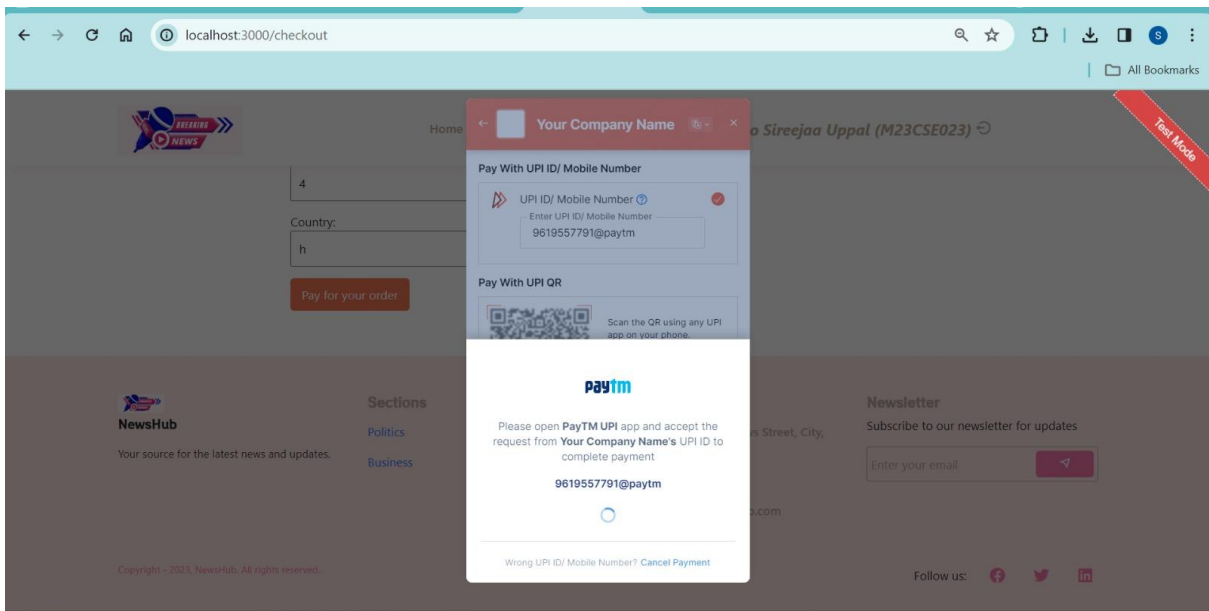 localhost:3000/checkout
S
All Bookmarks
BREAKING
NEWS
Home
o Sireejaa Uppal (M23CSE023)
Test Mode
Your Company Name
4
Country:
h
Pay for your order
Pay With UPI ID/ Mobile Number
UPI ID/ Mobile Number
Enter UPI ID/ Mobile Number
9619557791@paytm
Pay With UPI QR
Scan the QR using any UPI
app on your phone.
paytm
Please open PayTM UPI app and accept the
request from Your Company Name's UPI ID to
complete payment
9619557791@paytm
Wrong UPI ID/ Mobile Number? Cancel Payment
NewsHub
Your source for the latest news and updates.
Sections
Politics
Business
s Street, City,
.com
Newsletter
Subscribe to our newsletter for updates
Enter your email
Copyright - 2023, NewsHub. All rights reserved.
Follow us: